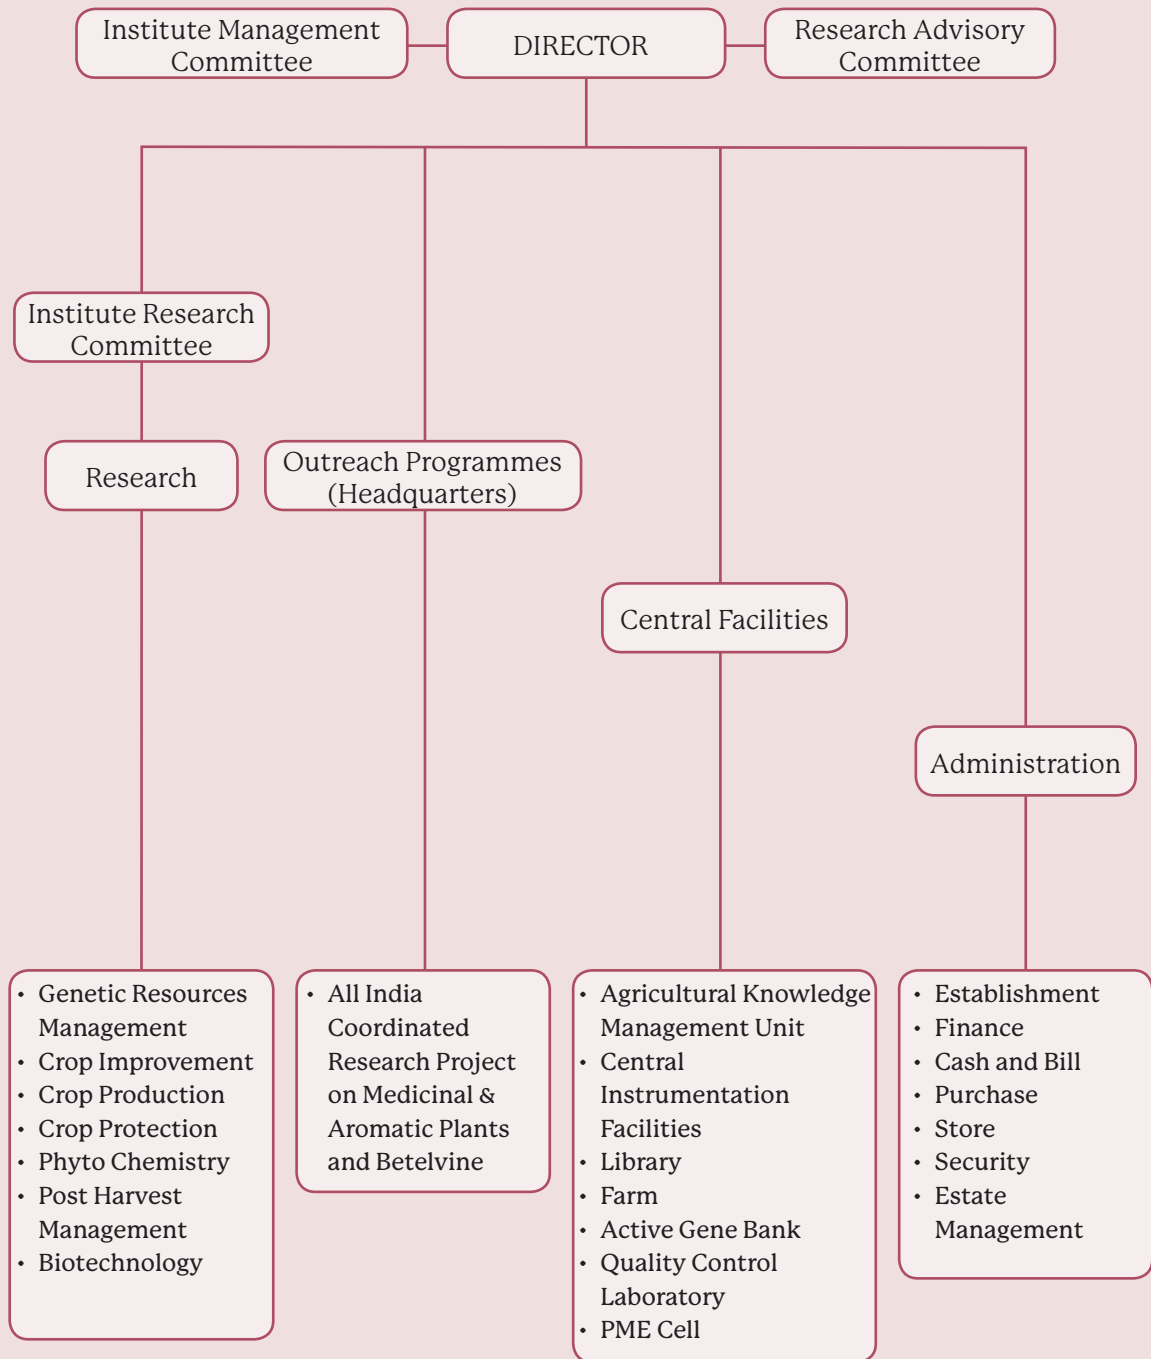 Institute Management
Committee
DIRECTOR
Research Advisory
Committee
Institute Research
Committee
Research
Outreach Programmes
(Headquarters)
Central Facilities
Administration
• Genetic Resources
Management
• Crop Improvement
• Crop Production
• Crop Protection
• Phyto Chemistry
• Post Harvest
Management
• Biotechnology
• All India
Coordinated
Research Project
on Medicinal &
Aromatic Plants
and Betelvine
• Agricultural Knowledge
Management Unit
• Central
Instrumentation
Facilities
• Library
• Farm
• Active Gene Bank
• Quality Control
Laboratory
• PME Cell
• Establishment
• Finance
• Cash and Bill
• Purchase
• Store
• Security
• Estate
Management